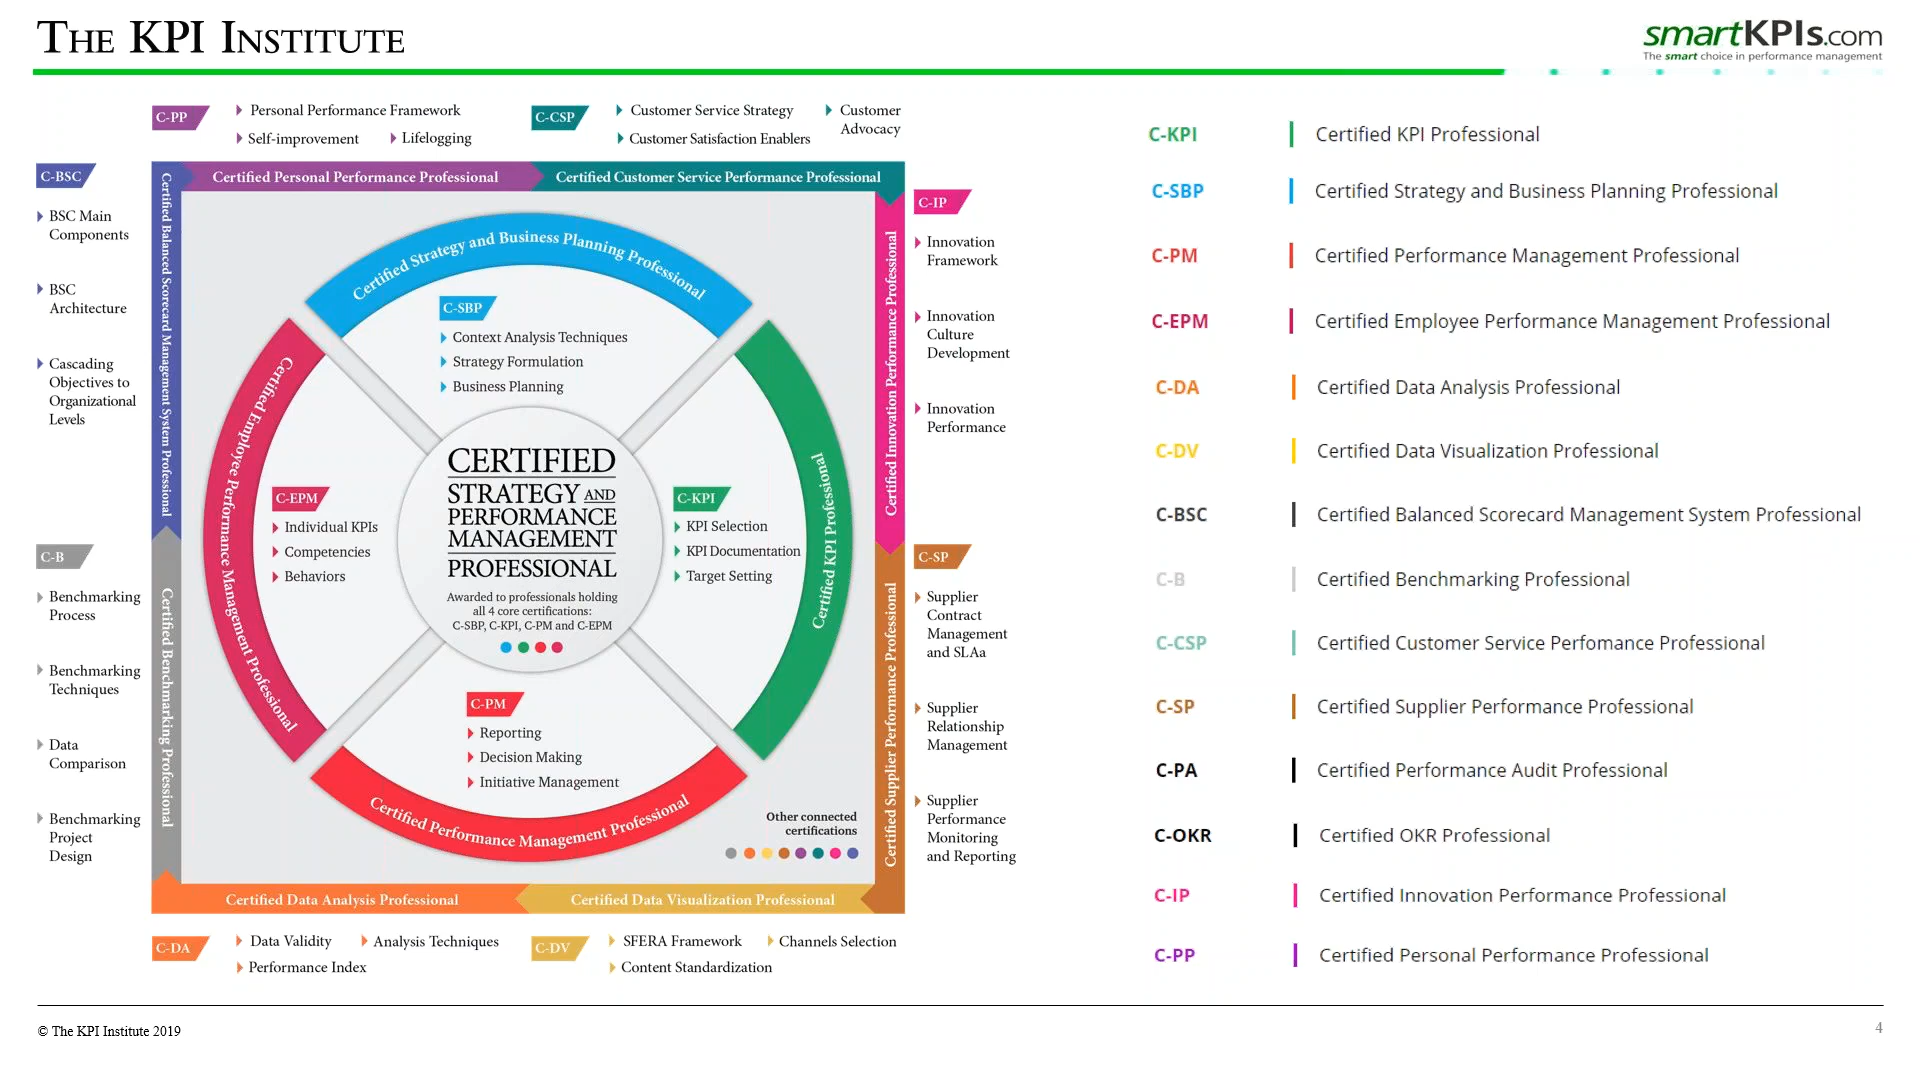 THE KPI INSTITUTE
smartKPIs.com
The smart choice in performance management
C-PP
Personal Performance Framework
Self-improvement
Lifelogging
C-CSP
Customer Service Strategy
Customer Satisfaction Enablers
Customer
Advocacy
Certified Personal Performance Professional
Certified Customer Service Performance Professional
C-BSC
BSC Main
Components
BSC
Architecture
Cascading
Objectives to
Organizational
Levels
Certified Balanced Scorecard Management System Professional
C-B
Benchmarking
Process
Benchmarking
Techniques
Data
Comparison
Benchmarking
Project
Design
Certified Benchmarking Professional
Certified Strategy and Business Planning Professional
C-SBP
Context Analysis Techniques
Strategy Formulation
Business Planning
Certified Employee Performance Management Professional
C-EPM
Individual KPIs
Competencies
Behaviors
CERTIFIED
STRATEGY AND
PERFORMANCE
MANAGEMENT
PROFESSIONAL
Awarded to professionals holding
all 4 core certifications:
C-SBP, C-KPI, C-PM and C-EPM
C-KPI
KPI Selection
KPI Documentation
Target Setting
Certified KPI Professional
C-PM
Reporting
Decision Making
Initiative Management
Certified Performance Management Professional
Other connected
certifications
Certified Innovation Performance Professional
C-IP
Innovation
Framework
Innovation
Culture
Development
Innovation
Performance
Certified Supplier Performance Professional
C-SP
Supplier
Contract
Management
and SLAa
Supplier
Relationship
Management
Supplier
Performance
Monitoring
and Reporting
Certified Data Analysis Professional
Certified Data Visualization Professional
C-DA
Data Validity
Analysis Techniques
Performance Index
C-DV
SFERA Framework
Channels Selection
Content Standardization
C-KPI Certified KPI Professional
C-SBP Certified Strategy and Business Planning Professional
C-PM Certified Performance Management Professional
C-EPM Certified Employee Performance Management Professional
C-DA Certified Data Analysis Professional
C-DV Certified Data Visualization Professional
C-BSC Certified Balanced Scorecard Management System Professional
C-B Certified Benchmarking Professional
C-CSP Certified Customer Service Perfomance Professional
C-SP Certified Supplier Performance Professional
C-PA Certified Performance Audit Professional
C-OKR Certified OKR Professional
C-IP Certified Innovation Performance Professional
C-PP Certified Personal Performance Professional
© The KPI Institute 2019
4